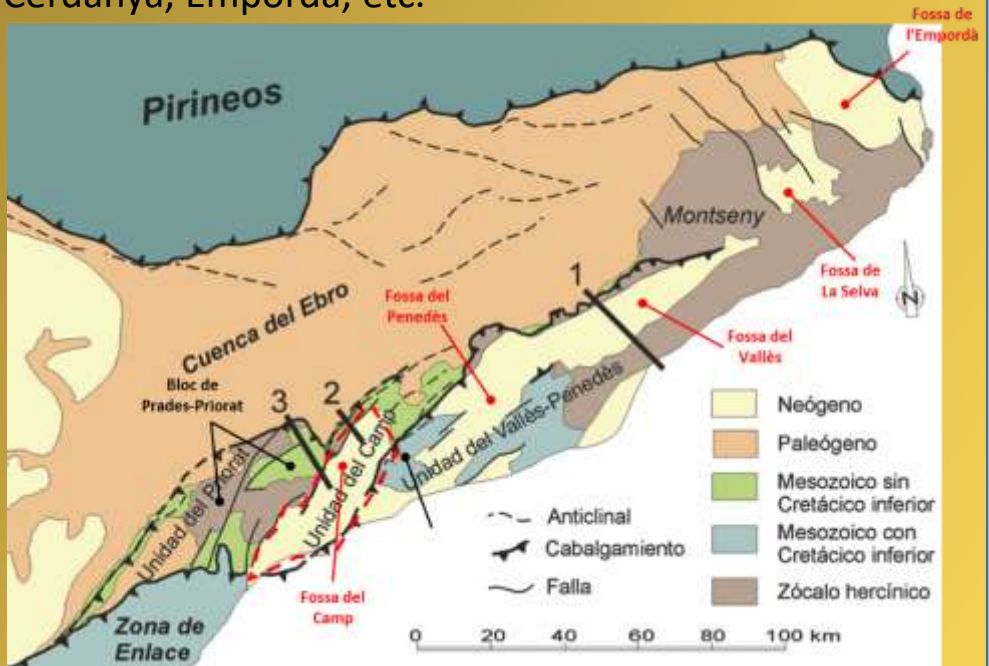 Cerdanya, Empordà, etc.
Fossa de
l'Empordà
Pirineos
Montseny
Fossa de
La Selva
1
Fossa del
Penedès
Cuenca del Ebro
Fossa del
Vallès
Bloc de
Prades-Priorat
3
2
Unidad del Vallès-Penedès
Unidad del Camp
Unidad del Priorat
N
Neógeno
Paleógeno
Mesozoico sin
Cretácico inferior
Mesozoico con
Cretácico inferior
Zócalo hercínico
Anticlinal
Cabalgamiento
Falla
Fossa del
Camp
Zona de
Enlace
0 20 40 60 80 100 km